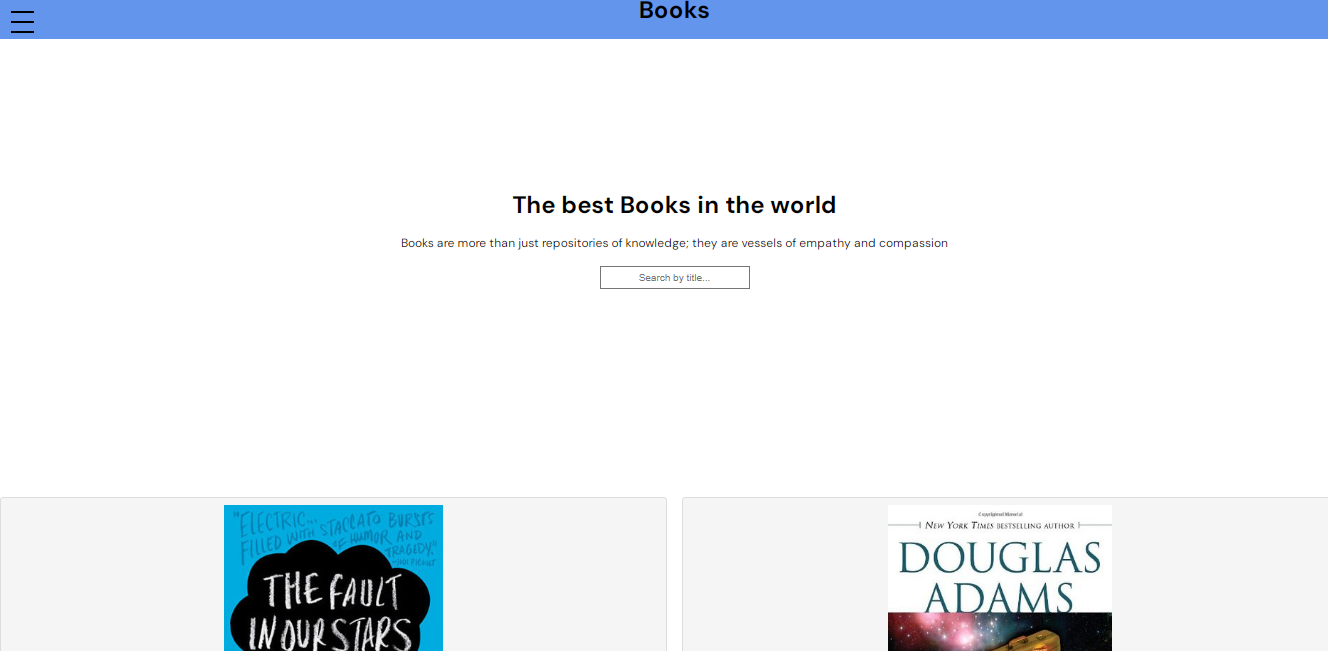 Books
The best Books in the world
Books are more than just repositories of knowledge; they are vessels of empathy and compassion
Search by title...
"ELECTRIC... STACCATO BURSTS
FILLED WITH OF HUMOR AND
TRAGEDY."
—JODI PICOULT
THE FAULT
IN OUR STARS
Copyrighted Material
NEW YORK TIMES BESTSELLING AUTHOR
DOUGLAS
ADAMS